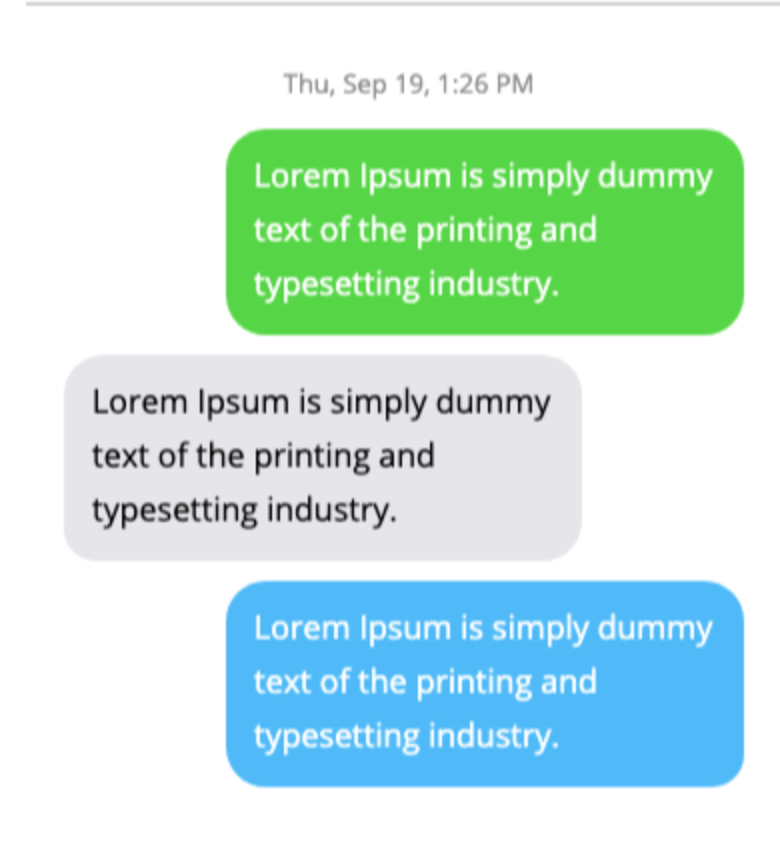 Thu, Sep 19, 1:26 PM
Lorem Ipsum is simply dummy
text of the printing and
typesetting industry.
Lorem Ipsum is simply dummy
text of the printing and
typesetting industry.
Lorem Ipsum is simply dummy
text of the printing and
typesetting industry.